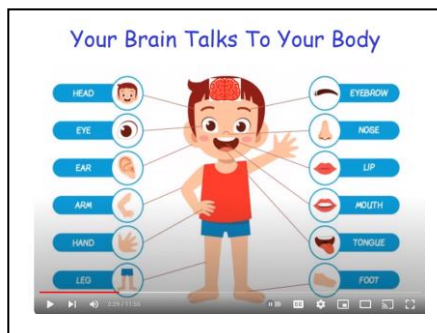 Your Brain Talks To Your Body
HEAD
EYE
EAR
ARM
HAND
LEG
EYEBROW
NOSE
LIP
MOUTH
TONGUE
FOOT